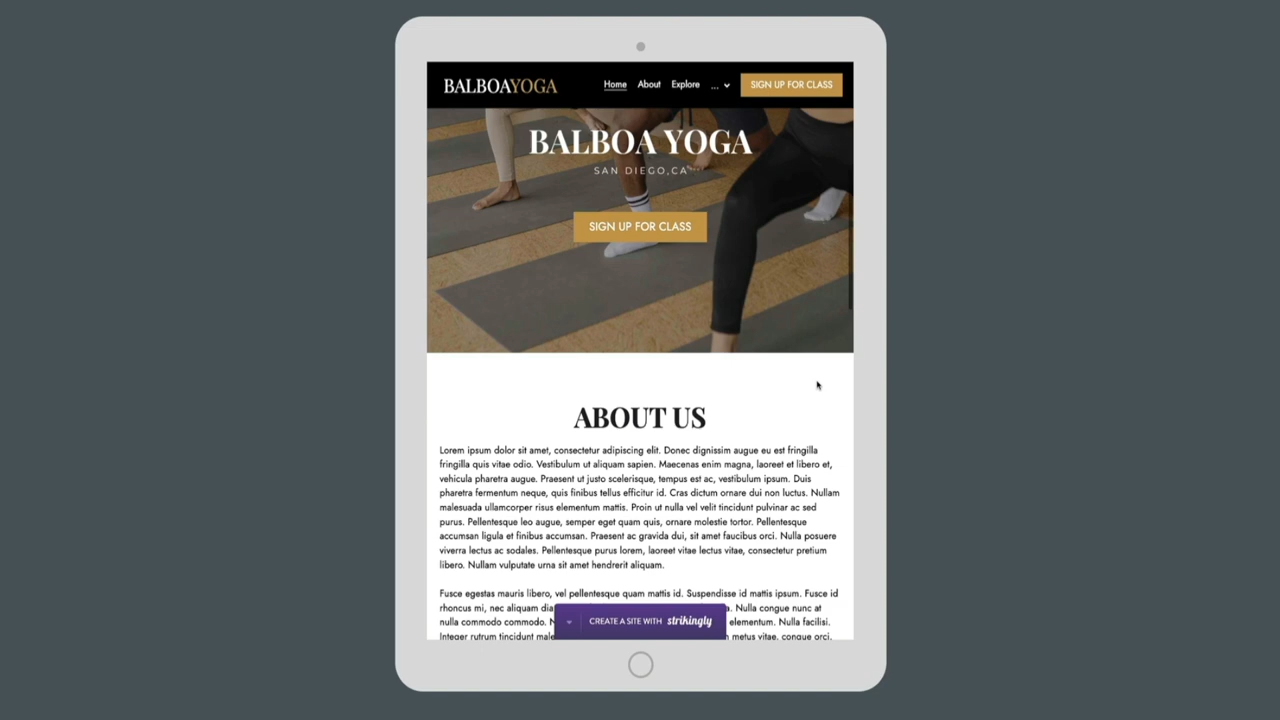 BALBOAYOGA Home About Explore ... SIGN UP FOR CLASS
BALBOA YOGA
SAN DIEGO,CA
SIGN UP FOR CLASS
ABOUT US
Lorem ipsum dolor sit amet, consectetur adipiscing elit. Donec dignissim augue eu est fringilla
fringilla quis vitae odio. Vestibulum ut aliquam sapien. Maecenas enim magna, laoreet et libero et,
vehicula pharetra augue. Praesent ut justo scelerisque, tempus est ac, vestibulum ipsum. Duis
pharetra fermentum neque, quis finibus tellus efficitur id. Cras dictum ornare dui non luctus. Nullam
malesuada ullamcorper risus elementum mattis. Proin ut nulla vel velit tincidunt pulvinar ac sed
purus. Pellentesque leo augue, semper eget quam quis, ornare molestie tortor. Pellentesque
accumsan ligula et finibus accumsan. Praesent ac gravida dui, sit amet faucibus orci. Nulla posuere
viverra lectus ac sodales. Pellentesque purus lorem, laoreet vitae lectus vitae, consectetur pretium
libero. Nullam vulputate urna sit amet hendrerit aliquam.
Fusce egestas mauris libero, vel pellentesque quam mattis id. Suspendisse id mattis ipsum. Fusce id
rhoncus mi, nec aliquam dia a. Nulla congue nunc at
nulla commodo commodo. N elementum. Nulla facilisi.
Integer rutrum tincidunt male metus vitae, congue orci.
CREATE A SITE WITH strikingly